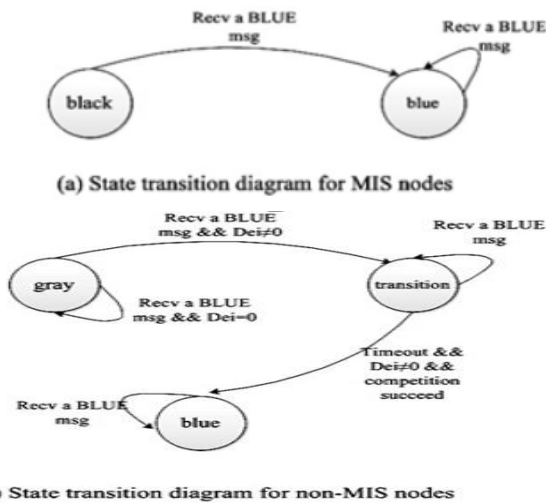 Recv a BLUE
msg
Recv a BLUE
msg
black
blue
(a) State transition diagram for MIS nodes
Recv a BLUE
msg && Dei≠0
Recv a BLUE
msg
gray
transition
Recv a BLUE
msg && Dei=0
Timeout &&
Dei≠0 &&
competition
succeed
Recv a BLUE
msg
blue
) State transition diagram for non-MIS nodes